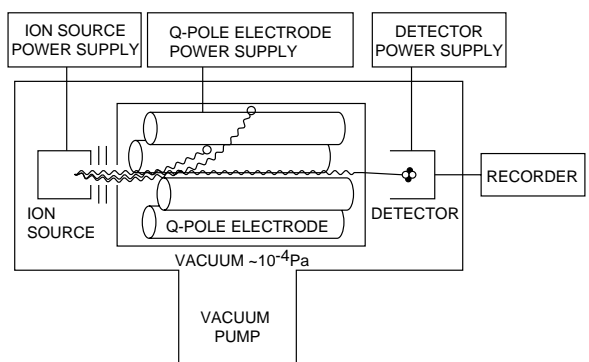 ION SOURCE
POWER SUPPLY
Q-POLE ELECTRODE
POWER SUPPLY
DETECTOR
POWER SUPPLY
ION
SOURCE
Q-POLE ELECTRODE
DETECTOR
RECORDER
VACUUM ~10⁻⁴Pa
VACUUM
PUMP